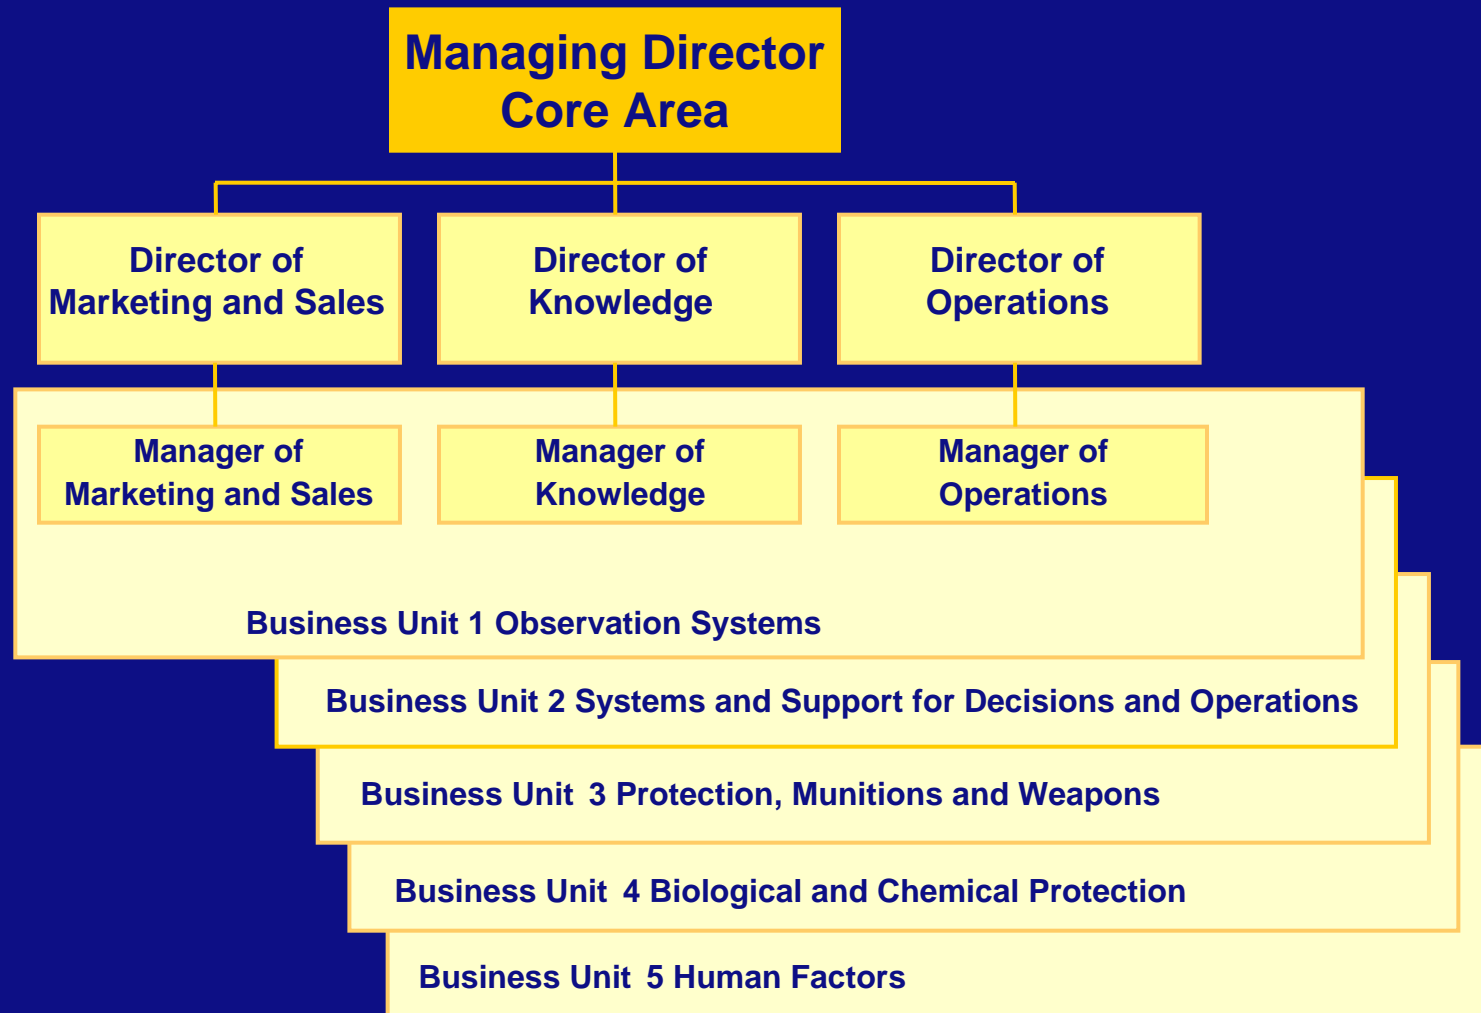 Managing Director
Core Area
Director of
Marketing and Sales
Director of
Knowledge
Director of
Operations
Manager of
Marketing and Sales
Manager of
Knowledge
Manager of
Operations
Business Unit 1 Observation Systems
Business Unit 2 Systems and Support for Decisions and Operations
Business Unit 3 Protection, Munitions and Weapons
Business Unit 4 Biological and Chemical Protection
Business Unit 5 Human Factors